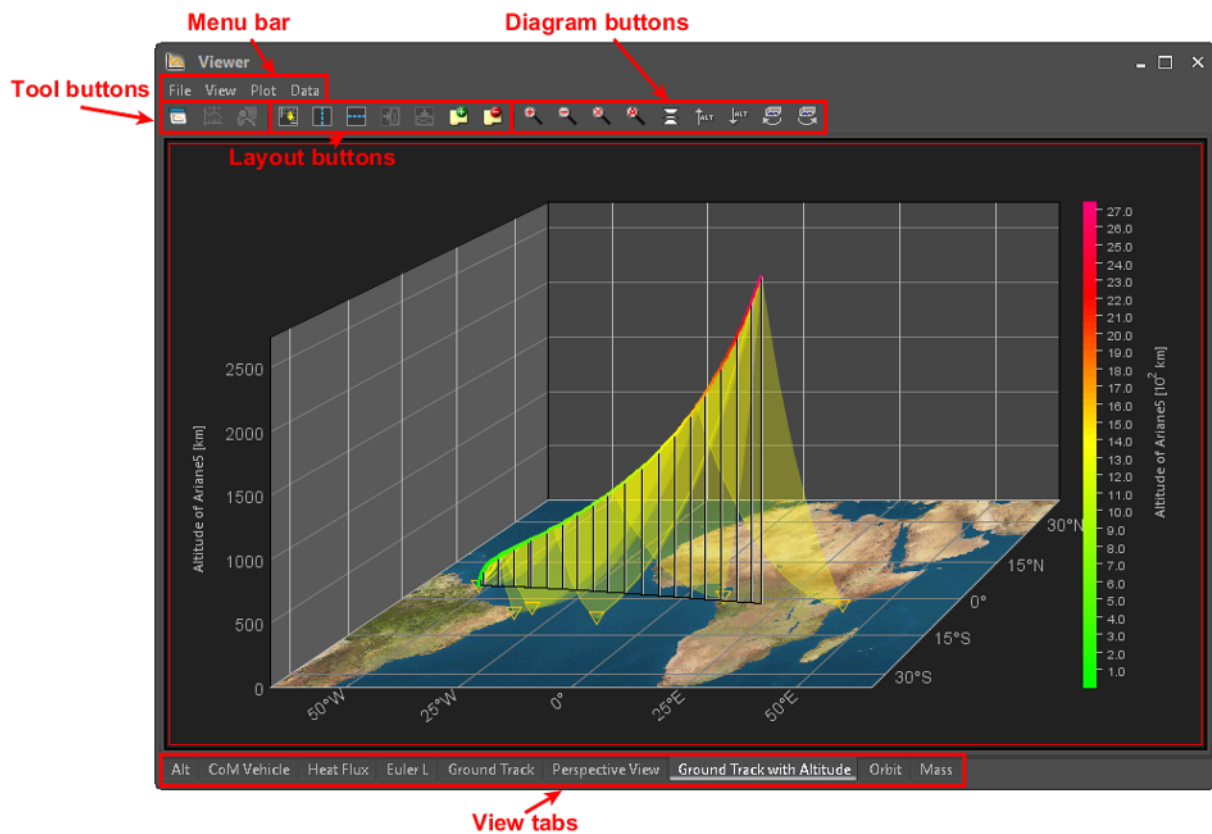 Menu bar
Diagram buttons
Viewer
Tool buttons
File View Plot Data
ALT ALT
Layout buttons
27.0
26.0
25.0
24.0
23.0
22.0
21.0
20.0
19.0
18.0
17.0
16.0
15.0
14.0
13.0
12.0
11.0
10.0
9.0
8.0
7.0
6.0
5.0
4.0
3.0
2.0
1.0
Altitude of Ariane5 [10² km]
2500
2000
1500
1000
500
0
Altitude of Ariane5 [km]
50°W
25°W
0°
25°E
50°E
30°N
15°N
0°
15°S
30°S
Alt CoM Vehicle Heat Flux Euler L Ground Track Perspective View Ground Track with Altitude Orbit Mass
View tabs